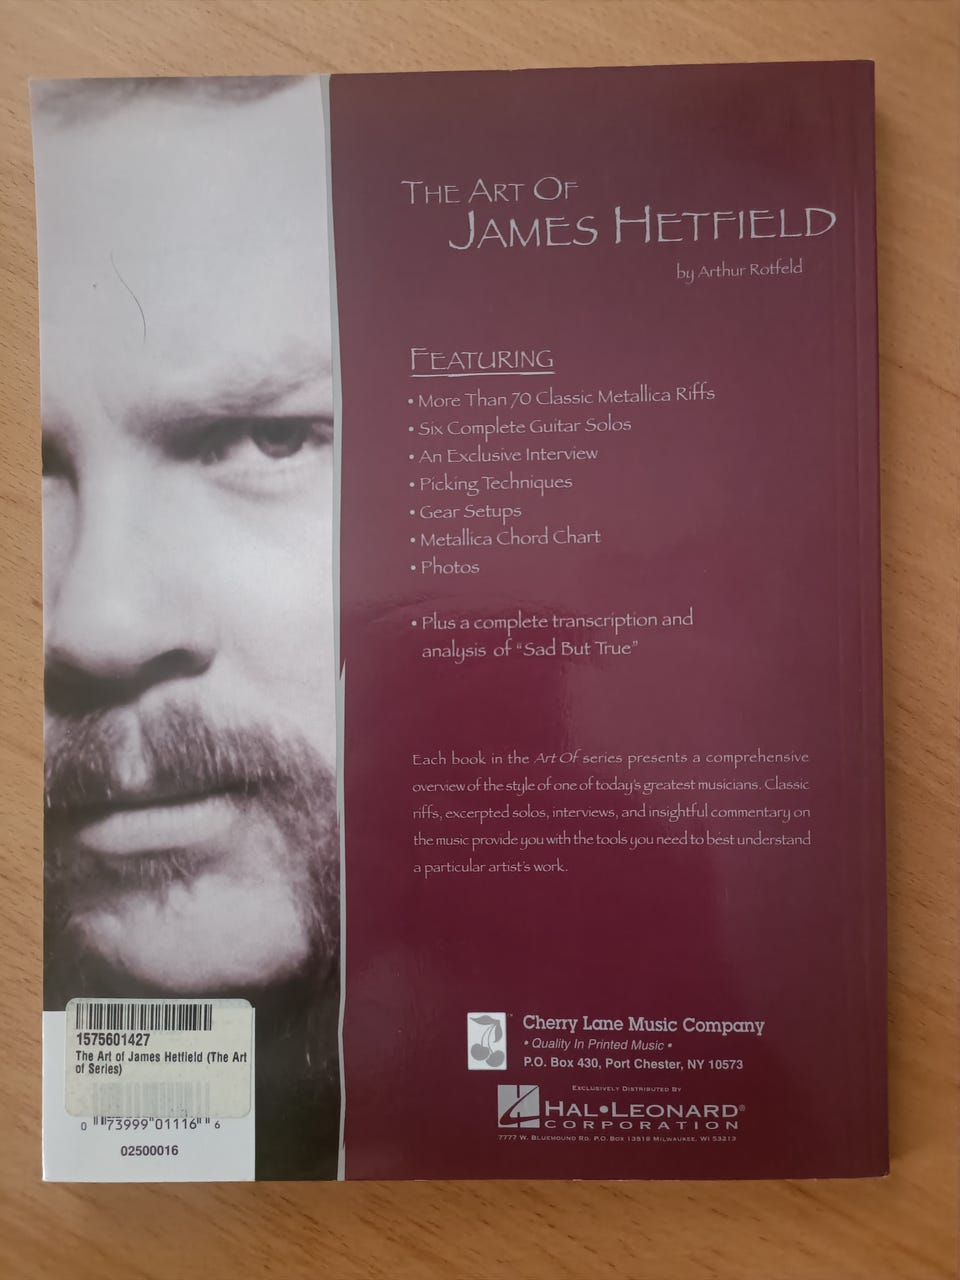 THE ART OF
JAMES HETFIELD
by Arthur Rotfeld
FEATURING
• More Than 70 Classic Metallica Riffs
• Six Complete Guitar Solos
• An Exclusive Interview
• Picking Techniques
• Gear Setups
• Metallica Chord Chart
• Photos
• Plus a complete transcription and
analysis of "Sad But True"
Each book in the Art Of series presents a comprehensive
overview of the style of one of today's greatest musicians. Classic
riffs, excerpted solos, interviews, and insightful commentary on
the music provide you with the tools you need to best understand
a particular artist's work.
Cherry Lane Music Company
• Quality In Printed Music •
P.O. Box 430, Port Chester, NY 10573
EXCLUSIVELY DISTRIBUTED BY
HAL•LEONARD®
CORPORATION
7777 W. BLUEMOUND RD. P.O. BOX 13819 MILWAUKEE, WI 53213
1575601427
The Art of James Hetfield (The Art
of Series)
0 73999 01116 6
02500016